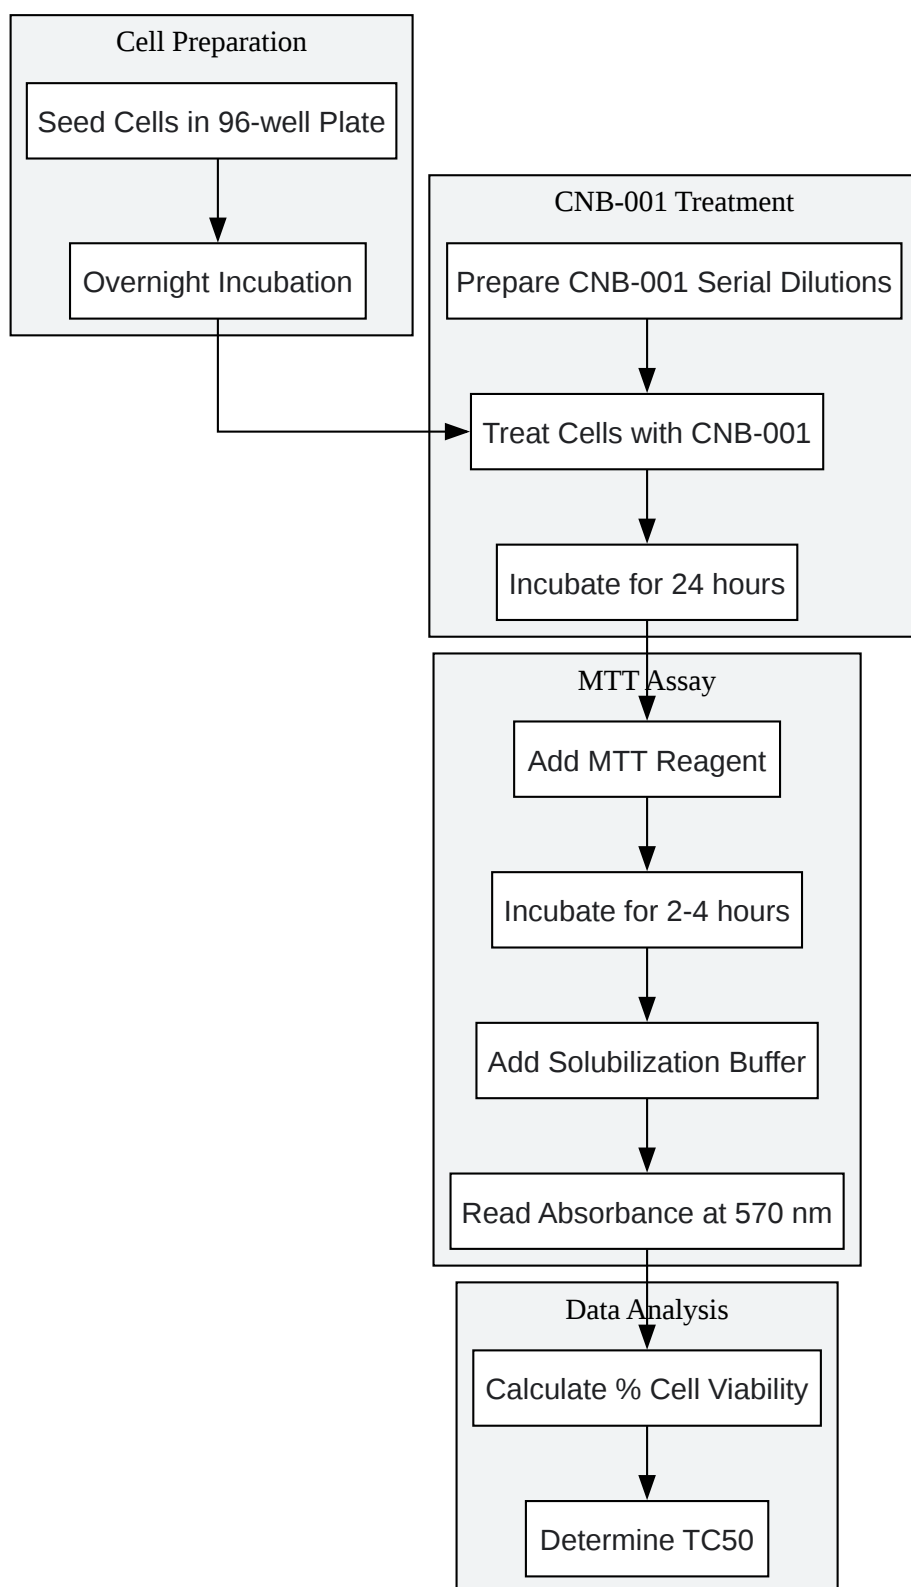 Cell Preparation
Seed Cells in 96-well Plate
Overnight Incubation
CNB-001 Treatment
Prepare CNB-001 Serial Dilutions
Treat Cells with CNB-001
Incubate for 24 hours
MTT Assay
Add MTT Reagent
Incubate for 2-4 hours
Add Solubilization Buffer
Read Absorbance at 570 nm
Data Analysis
Calculate % Cell Viability
Determine TC50